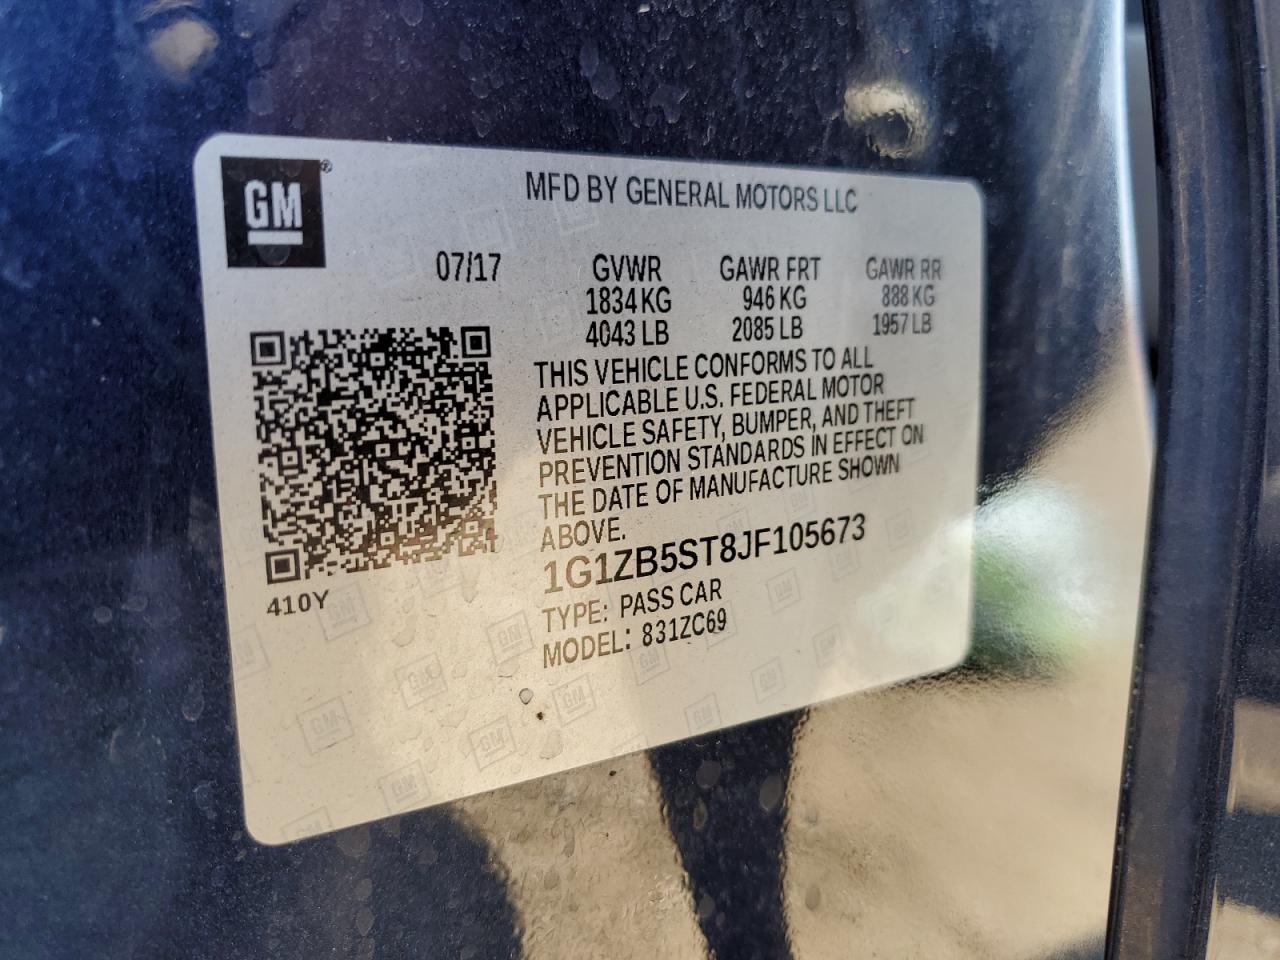 GM®
MFD BY GENERAL MOTORS LLC
07/17 GVWR GAWR FRT GAWR RR
1834 KG 946 KG 888 KG
4043 LB 2085 LB 1957 LB
THIS VEHICLE CONFORMS TO ALL
APPLICABLE U.S. FEDERAL MOTOR
VEHICLE SAFETY, BUMPER, AND THEFT
PREVENTION STANDARDS IN EFFECT ON
THE DATE OF MANUFACTURE SHOWN
ABOVE.
1G1ZB5ST8JF105673
410Y
TYPE: PASS CAR
MODEL: 831ZC69